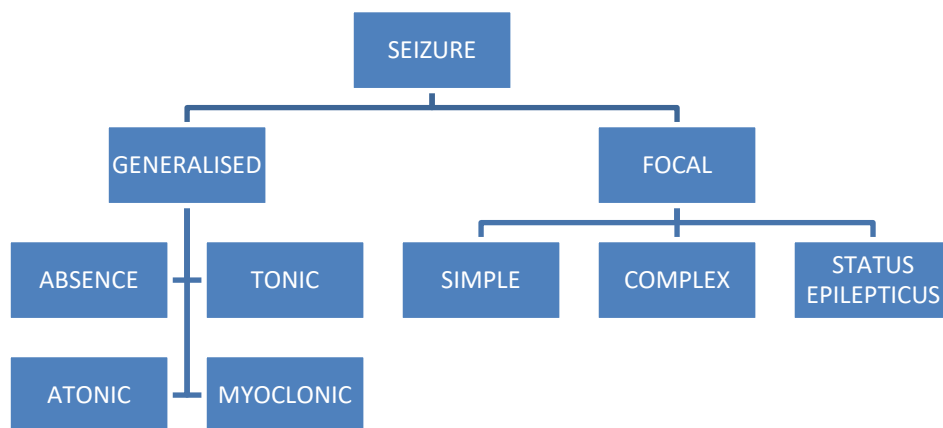 SEIZURE
GENERALISED
FOCAL
ABSENCE
TONIC
SIMPLE
COMPLEX
STATUS
EPILEPTICUS
ATONIC
MYOCLONIC